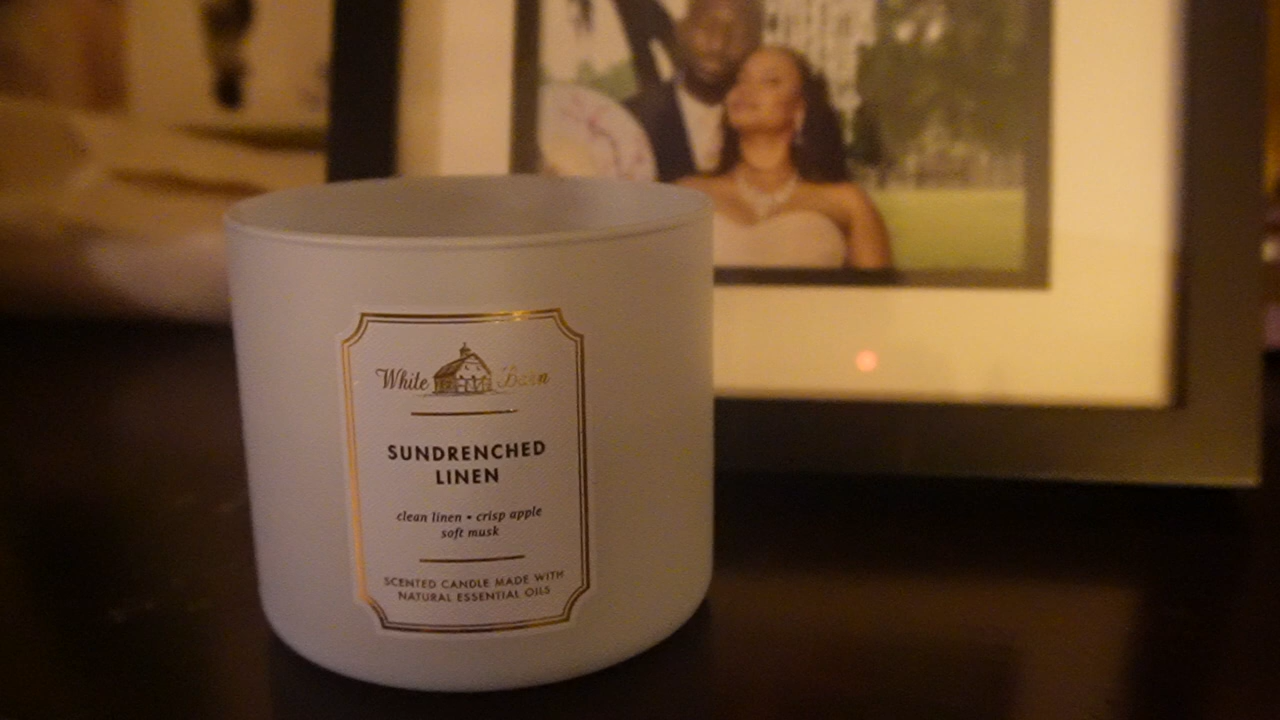 White Barn
SUNDRENCHED
LINEN
clean linen • crisp apple
soft musk
SCENTED CANDLE MADE WITH
NATURAL ESSENTIAL OILS